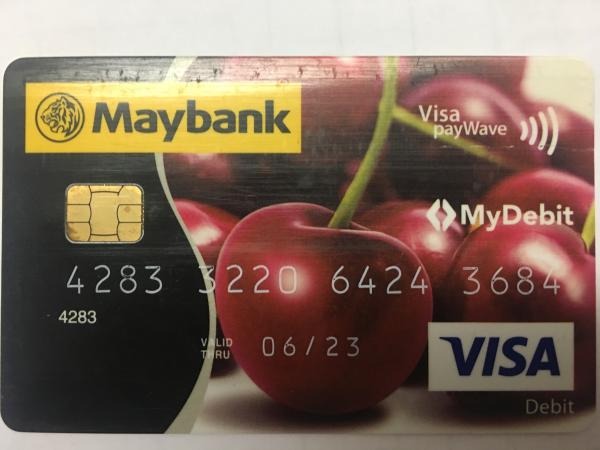 Maybank
Visa
payWave
MyDebit
4283 3220 6424 3684
4283
VALID
THRU
06/23
VISA
Debit